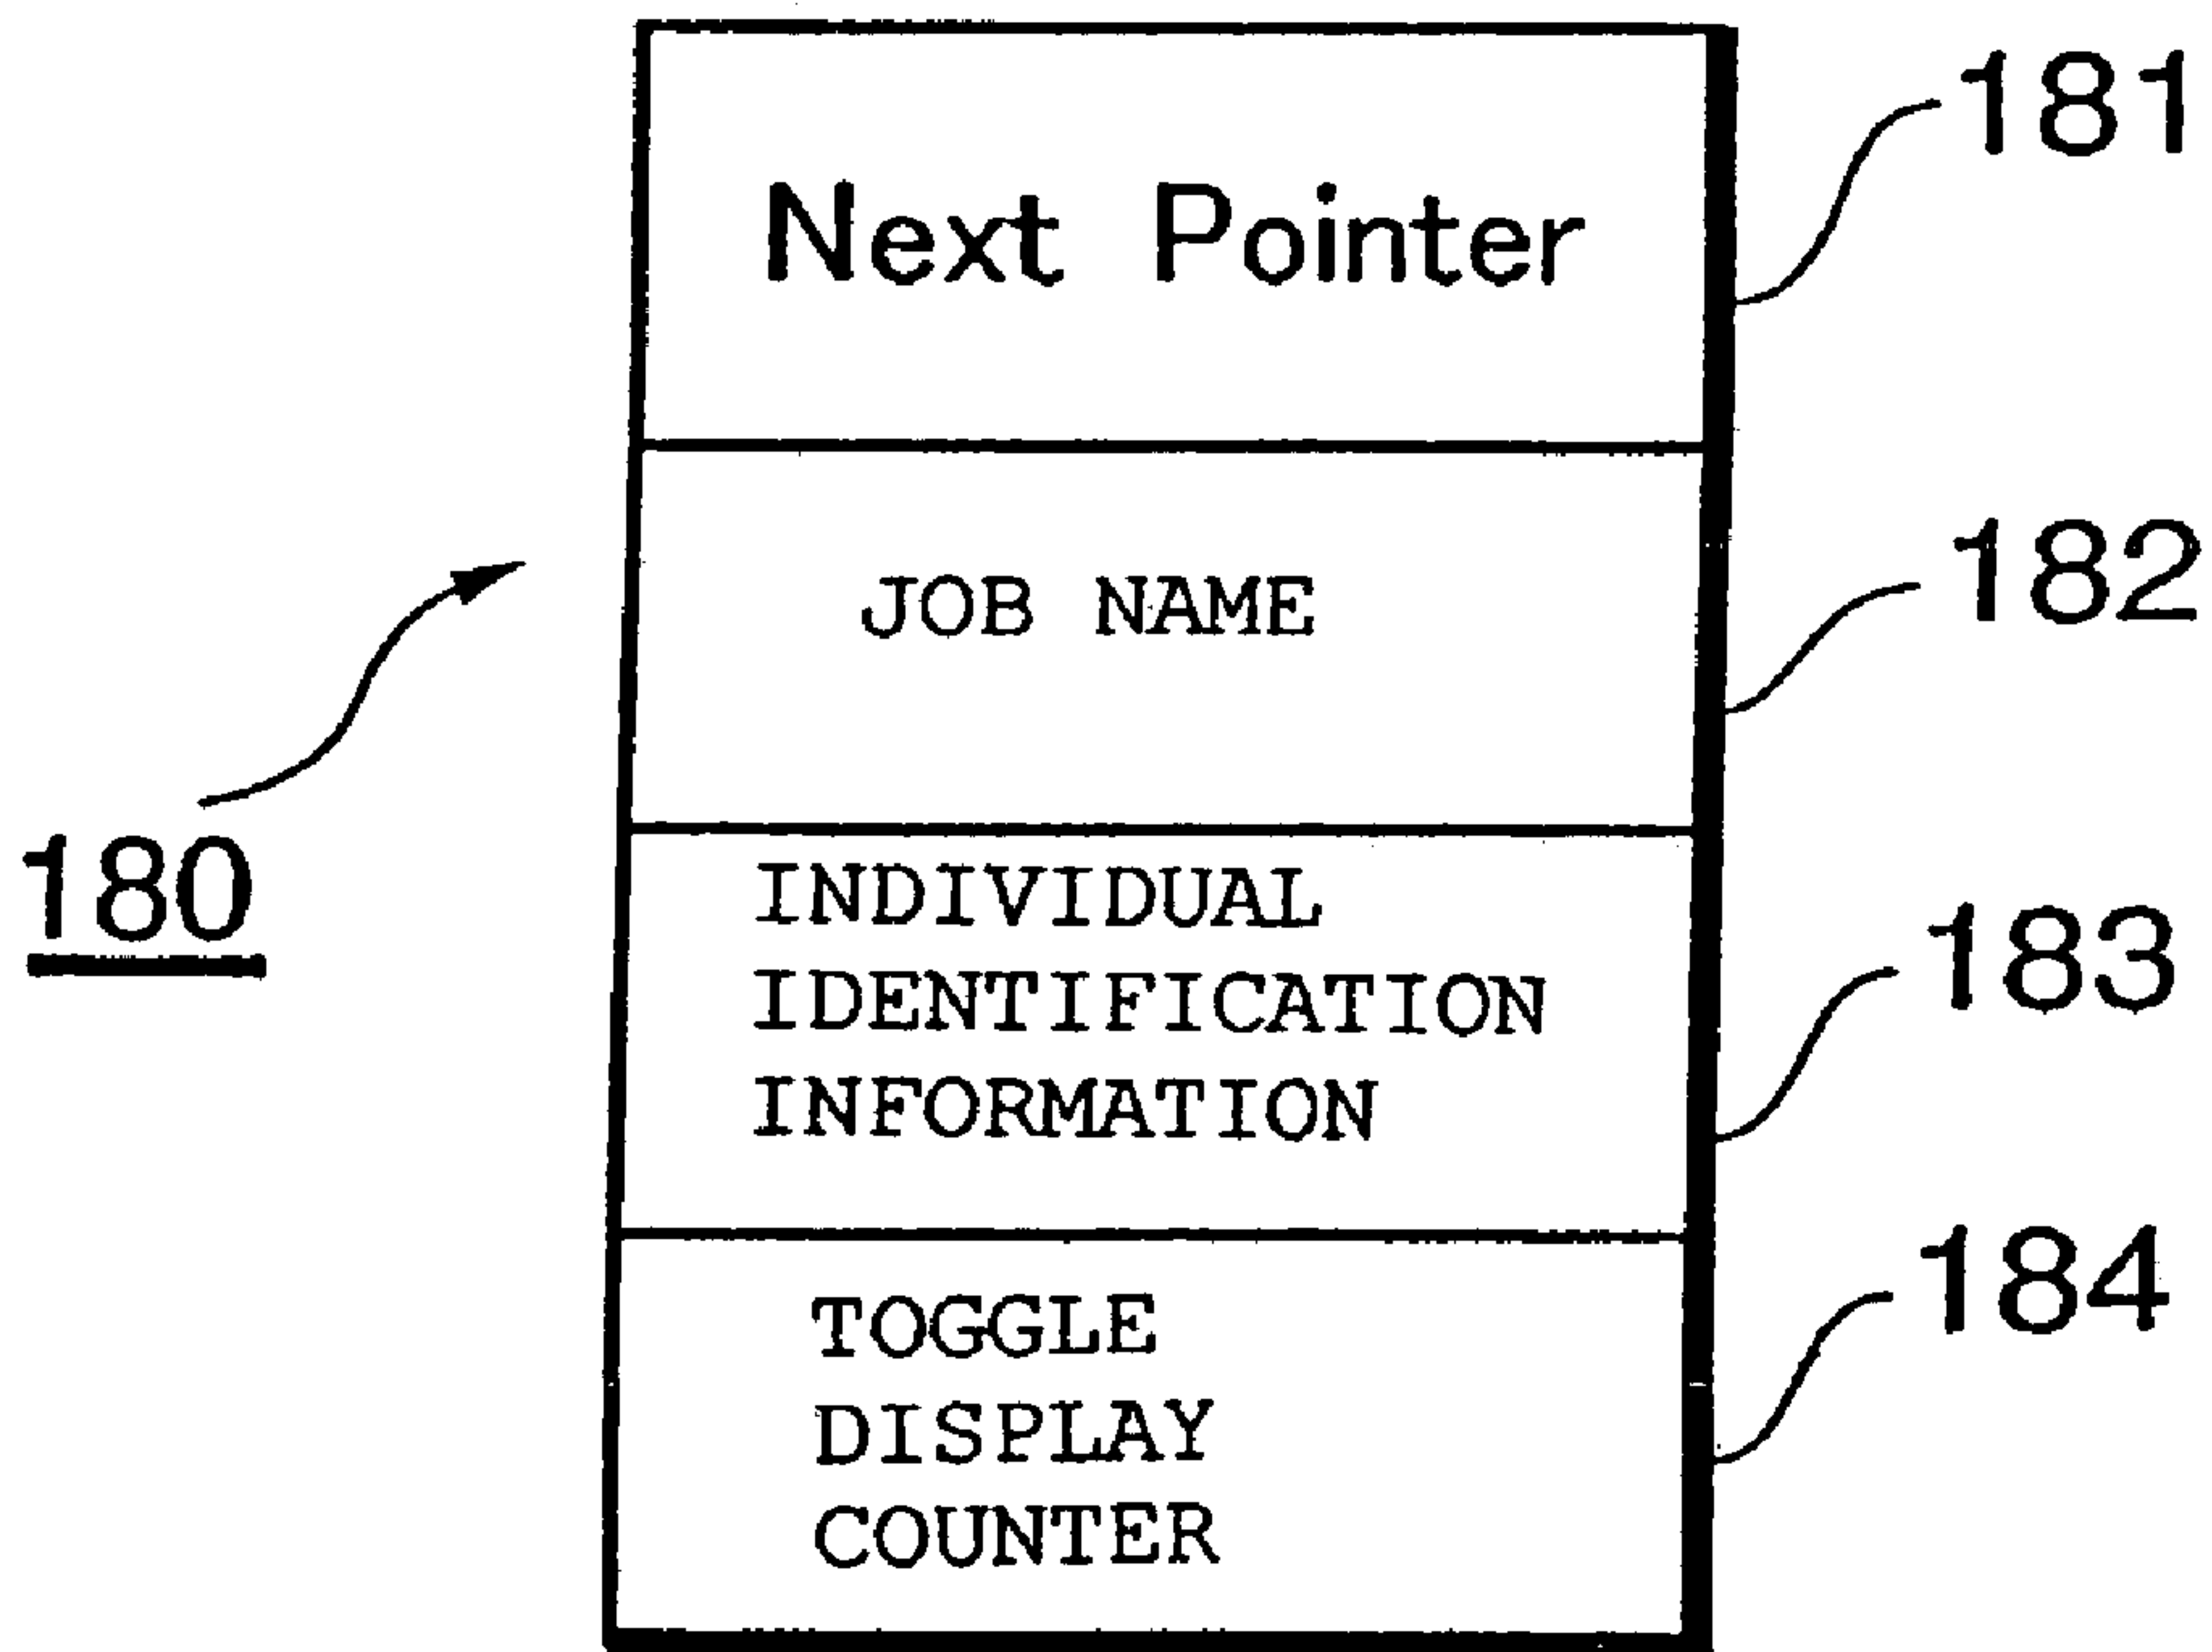 Next Pointer
181
JOB NAME
182
180
INDIVIDUAL
IDENTIFICATION
INFORMATION
183
TOGGLE
DISPLAY
COUNTER
184